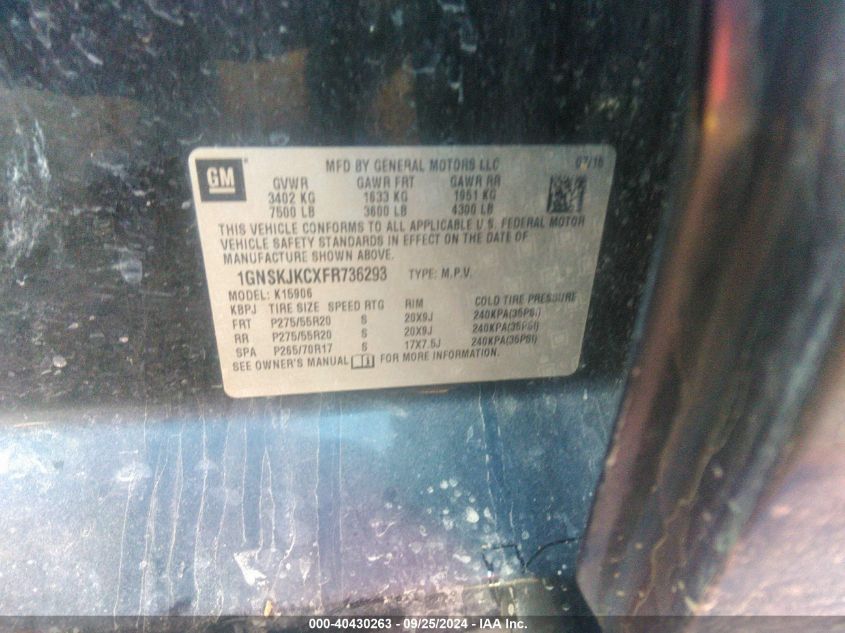 GM MFD BY GENERAL MOTORS LLC 07/15
GVWR GAWR FRT GAWR RR
3402 KG 1633 KG 1951 KG
7500 LB 3600 LB 4300 LB
THIS VEHICLE CONFORMS TO ALL APPLICABLE U.S. FEDERAL MOTOR
VEHICLE SAFETY STANDARDS IN EFFECT ON THE DATE OF
MANUFACTURE SHOWN ABOVE.
1GNSKJKCXFR736293 TYPE: M.P.V.
MODEL: K15906
KBPJ TIRE SIZE SPEED RTG RIM COLD TIRE PRESSURE
FRT P275/55R20 S 20X9J 240KPA(35PSI)
RR P275/55R20 S 20X9J 240KPA(35PSI)
SPA P265/70R17 S 17X7.5J 240KPA(35PSI)
SEE OWNER'S MANUAL FOR MORE INFORMATION.
000-40430263 - 09/25/2024 - IAA Inc.